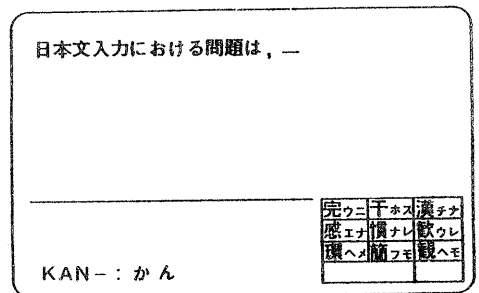 日本文入力における問題は，＿
完ウニ 干ホス 漢チナ
感エナ 慣ナレ 歓ウレ
環ヘメ 簡フモ 観ヘモ
KAN-：かん